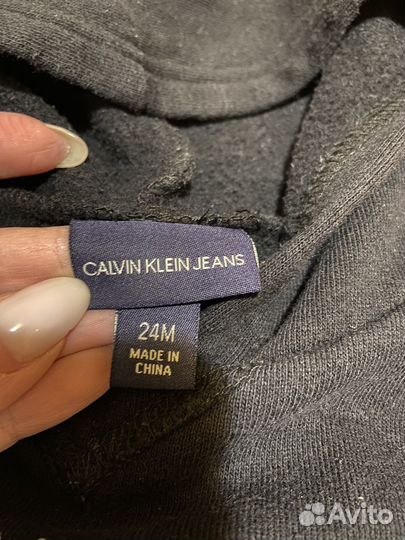 CALVIN KLEIN JEANS
24M
MADE IN
CHINA
Avito